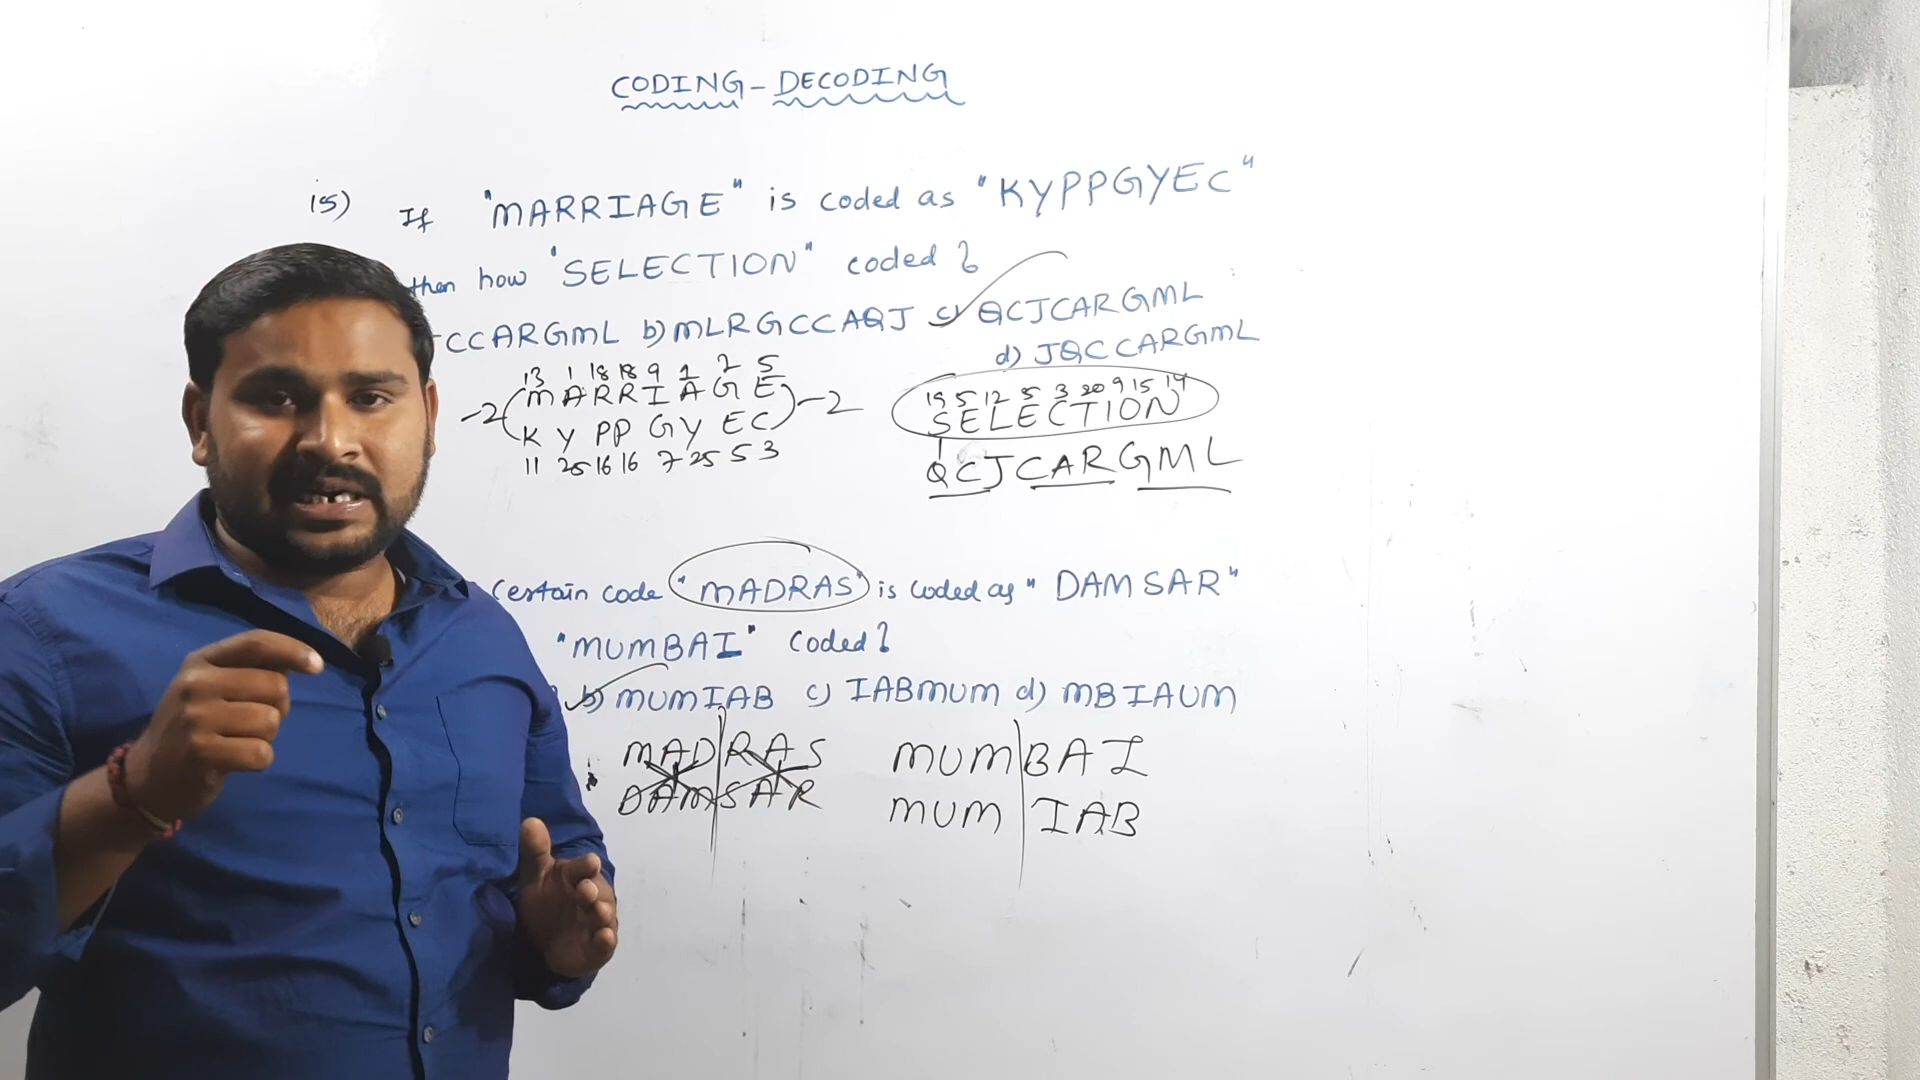 CODING - DECODING
15) If "MARRIAGE" is coded as "KYPPGYEC"
then how "SELECTION" coded ?
CCARGML b) MLRGCCAQJ c) QCJCARGML
d) JQCCARGML
13 1 18 18 9 1 7 5
-2 ( MARRIAGE ) -2
KYPPGYEC
11 25 16 16 7 25 5 3
19 5 12 5 3 20 9 15 14
SELECTION
QCJCARGML
Certain code "MADRAS" is coded as "DAMSAR"
"MUMBAI" coded ?
b) MUMIAB c) IABMUM d) MBIAUM
MAD|RAS MUM|BAI
DAM|SAR MUM|IAB